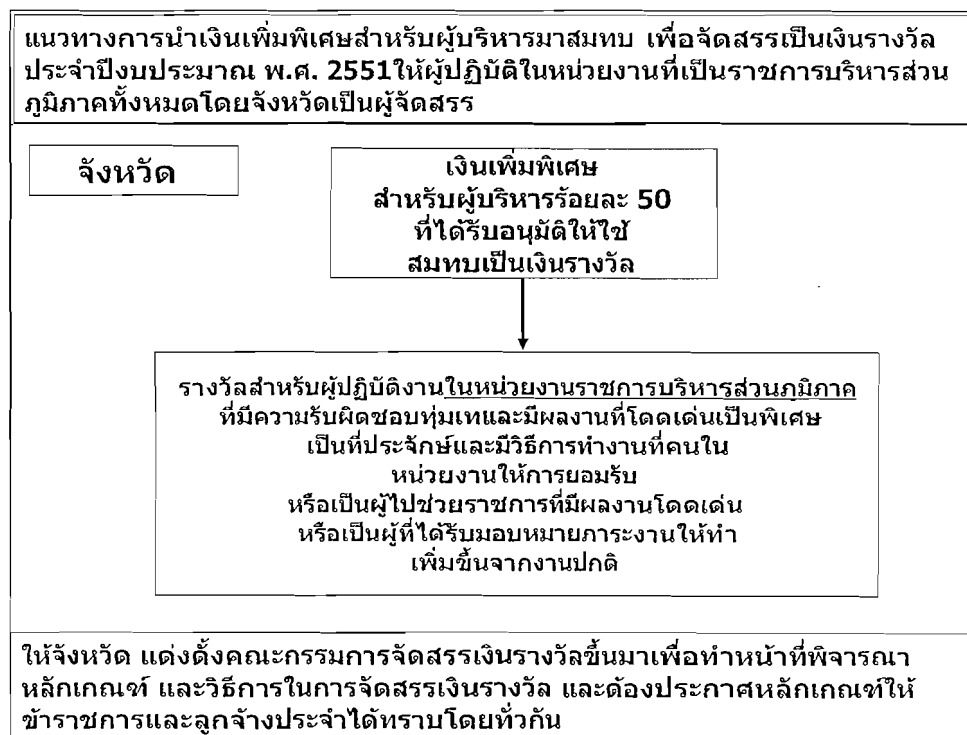 แนวทางการนำเงินเพิ่มพิเศษสำหรับผู้บริหารมาสมทบ เพื่อจัดสรรเป็นเงินรางวัล
ประจำปีงบประมาณ พ.ศ. 2551ให้ผู้ปฏิบัติในหน่วยงานที่เป็นราชการบริหารส่วน
ภูมิภาคทั้งหมดโดยจังหวัดเป็นผู้จัดสรร
จังหวัด
เงินเพิ่มพิเศษ
สำหรับผู้บริหารร้อยละ 50
ที่ได้รับอนุมัติให้ใช้
สมทบเป็นเงินรางวัล
รางวัลสำหรับผู้ปฏิบัติงานในหน่วยงานราชการบริหารส่วนภูมิภาค
ที่มีความรับผิดชอบทุ่มเทและมีผลงานที่โดดเด่นเป็นพิเศษ
เป็นที่ประจักษ์และมีวิธีการทำงานที่คนใน
หน่วยงานให้การยอมรับ
หรือเป็นผู้ไปช่วยราชการที่มีผลงานโดดเด่น
หรือเป็นผู้ที่ได้รับมอบหมายภาระงานให้ทำ
เพิ่มขึ้นจากงานปกติ
ให้จังหวัด แต่งตั้งคณะกรรมการจัดสรรเงินรางวัลขึ้นมาเพื่อทำหน้าที่พิจารณา
หลักเกณฑ์ และวิธีการในการจัดสรรเงินรางวัล และต้องประกาศหลักเกณฑ์ให้
ข้าราชการและลูกจ้างประจำได้ทราบโดยทั่วกัน